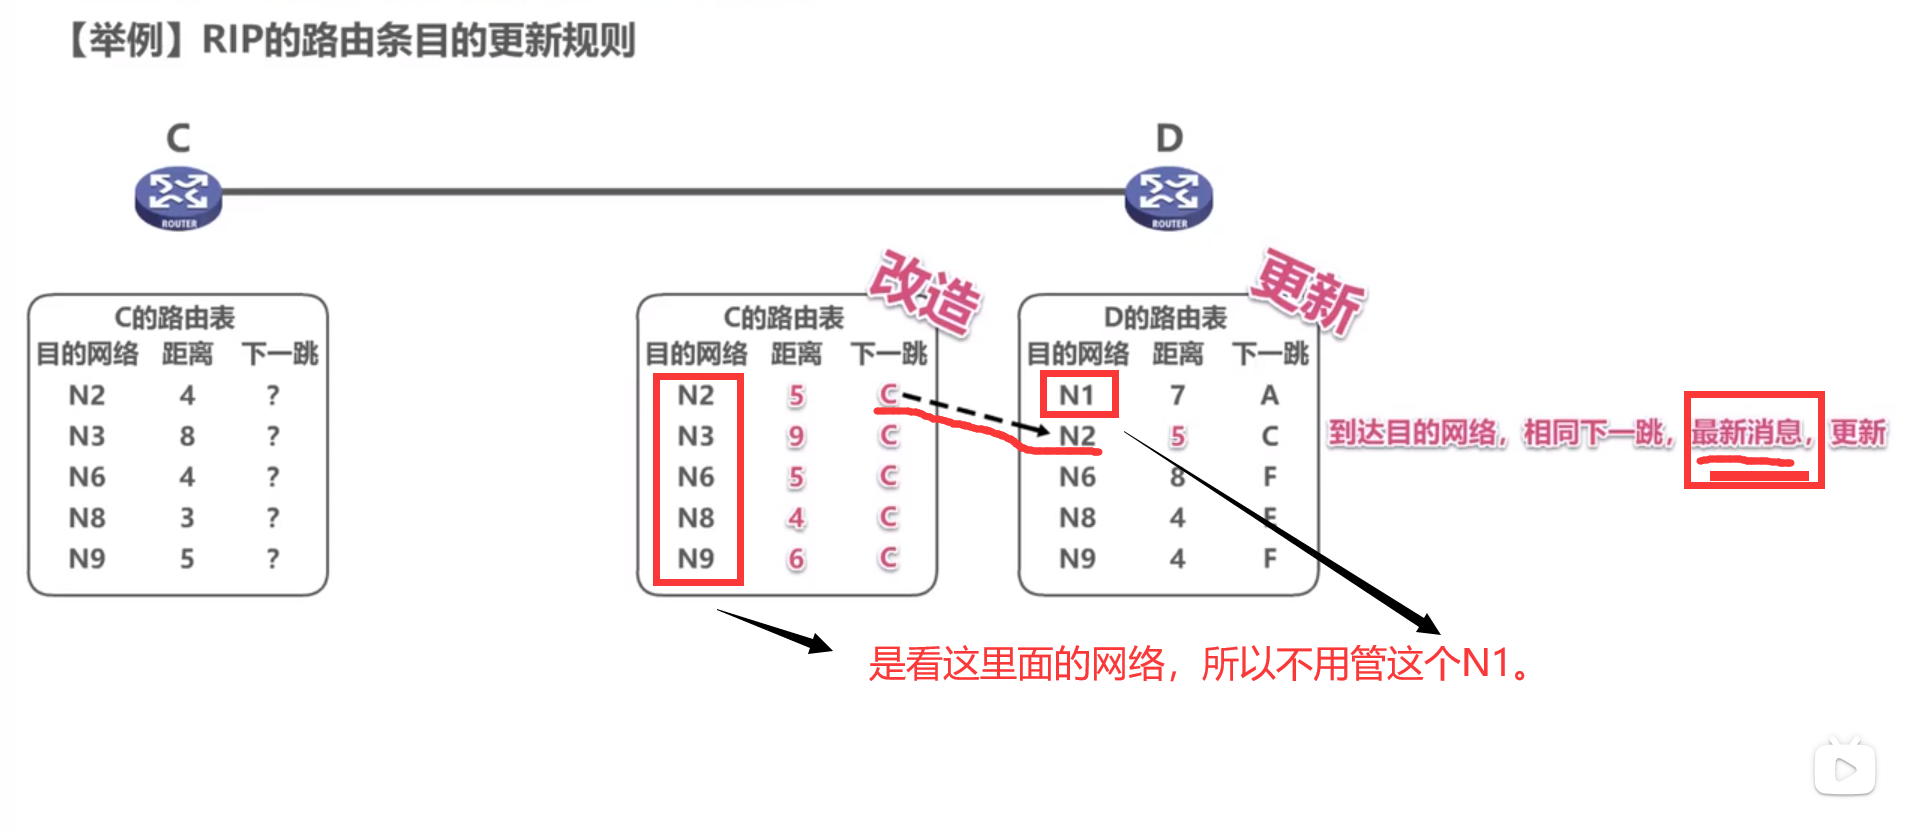 【举例】RIP的路由条目的更新规则
C
D
ROUTER
ROUTER
改造
更新
C的路由表
目的网络 距离 下一跳
N2 4 ?
N3 8 ?
N6 4 ?
N8 3 ?
N9 5 ?
C的路由表
目的网络 距离 下一跳
N2 5 C
N3 9 C
N6 5 C
N8 4 C
N9 6 C
D的路由表
目的网络 距离 下一跳
N1 7 A
N2 5 C
N6 8 F
N8 4 E
N9 4 F
到达目的网络，相同下一跳，最新消息，更新
是看这里面的网络，所以不用管这个N1。